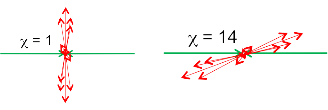 χ = 1
χ = 14